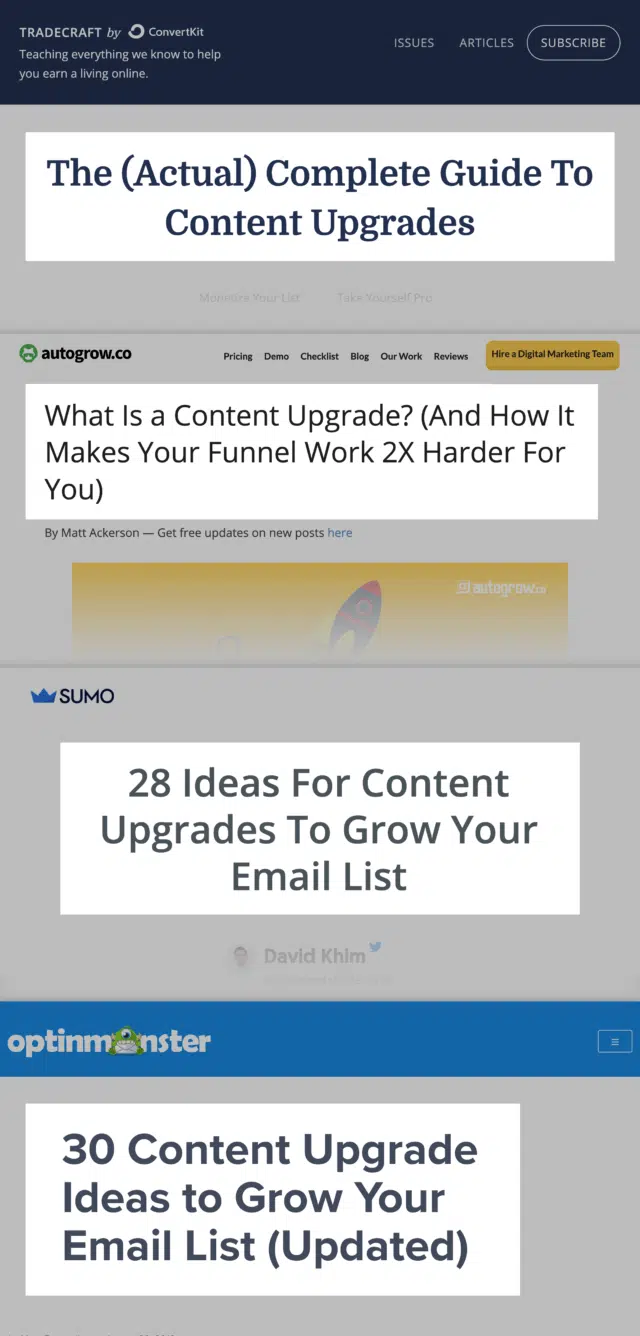 TRADECRAFT by ConvertKit
Teaching everything we know to help
you earn a living online.
ISSUES ARTICLES SUBSCRIBE
The (Actual) Complete Guide To
Content Upgrades
Monetize Your List Take Yourself Pro
autogrow.co
Pricing Demo Checklist Blog Our Work Reviews Hire a Digital Marketing Team
What Is a Content Upgrade? (And How It
Makes Your Funnel Work 2X Harder For
You)
By Matt Ackerson — Get free updates on new posts here
autogrow.co
SUMO
28 Ideas For Content
Upgrades To Grow Your
Email List
David Khim
optinmonster
30 Content Upgrade
Ideas to Grow Your
Email List (Updated)